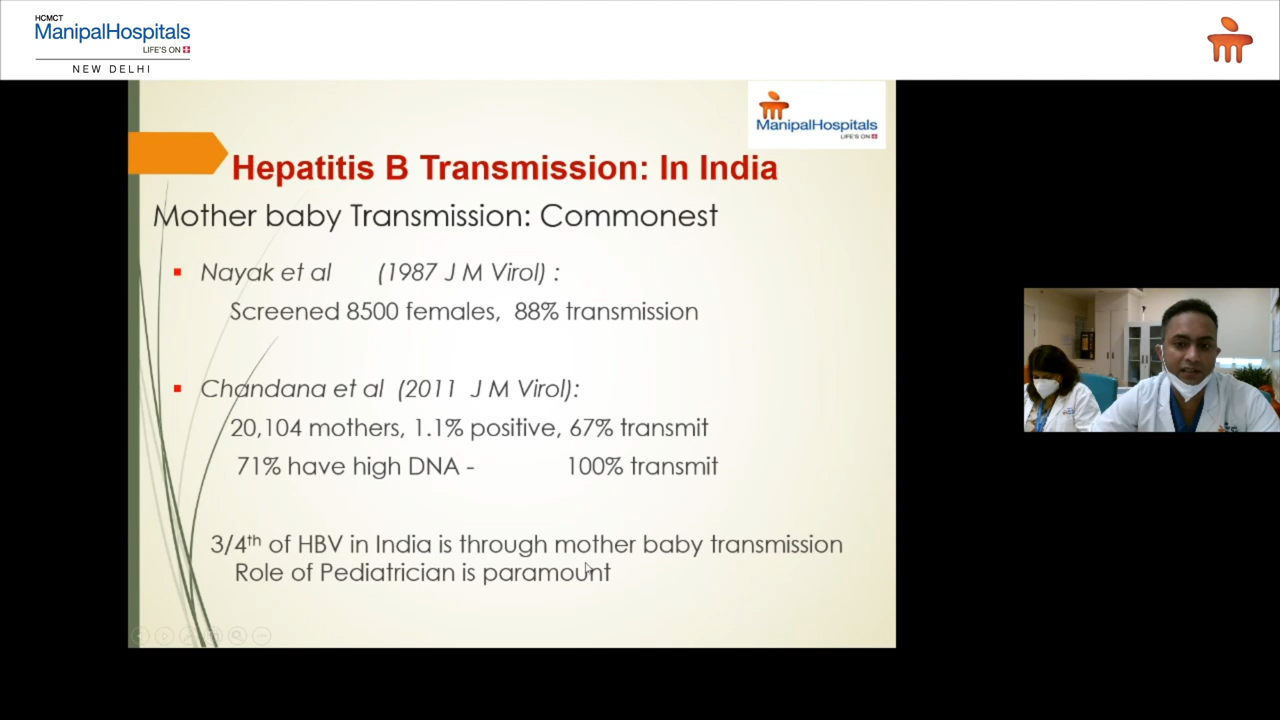 HCMCT
ManipalHospitals
LIFE'S ON
NEW DELHI
ManipalHospitals
LIFE'S ON
Hepatitis B Transmission: In India
Mother baby Transmission: Commonest
Nayak et al (1987 J M Virol) :
Screened 8500 females, 88% transmission
Chandana et al (2011 J M Virol):
20,104 mothers, 1.1% positive, 67% transmit
71% have high DNA - 100% transmit
3/4th of HBV in India is through mother baby transmission
Role of Pediatrician is paramount